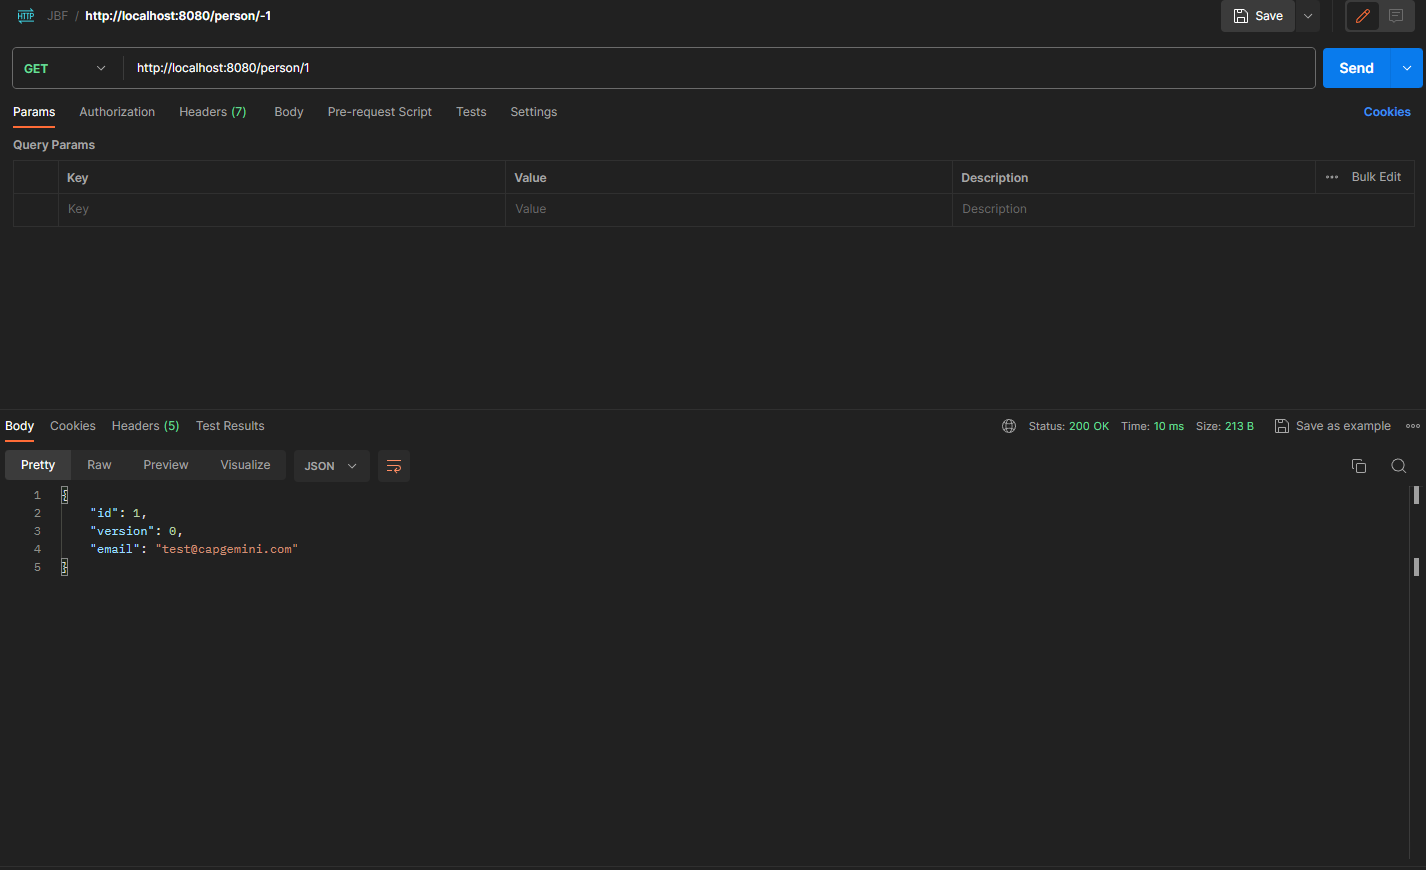 HTTP JBF / http://localhost:8080/person/-1 Save
GET http://localhost:8080/person/1 Send
Params Authorization Headers (7) Body Pre-request Script Tests Settings Cookies
Query Params
Key Value Description Bulk Edit
Key Value Description
Body Cookies Headers (5) Test Results Status: 200 OK Time: 10 ms Size: 213 B Save as example
Pretty Raw Preview Visualize JSON
1 {
2 "id": 1,
3 "version": 0,
4 "email": "test@capgemini.com"
5 }